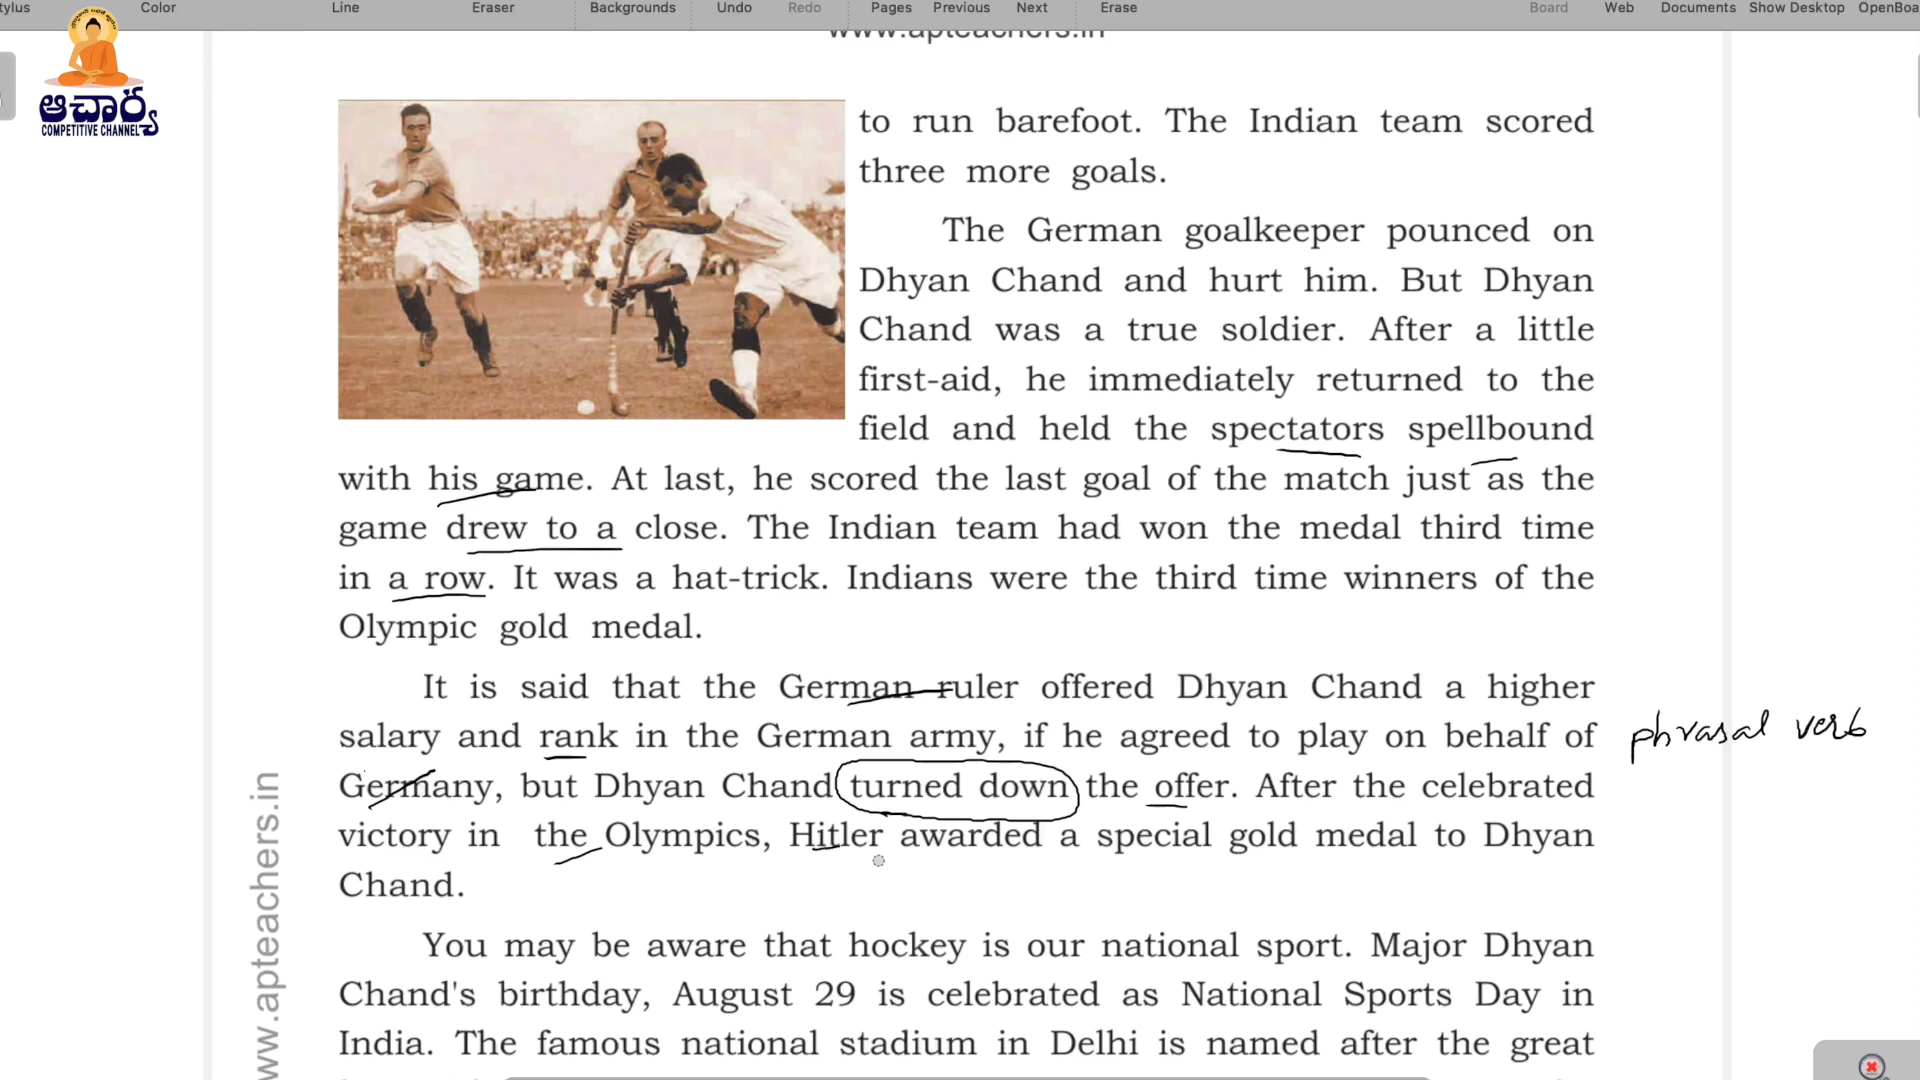 tylus Color Line Eraser Backgrounds Undo Redo Pages Previous Next Erase Board Web Documents Show Desktop OpenBoa
www.apteachers.in
ఆచార్య
COMPETITIVE CHANNEL
to run barefoot. The Indian team scored
three more goals.
The German goalkeeper pounced on
Dhyan Chand and hurt him. But Dhyan
Chand was a true soldier. After a little
first-aid, he immediately returned to the
field and held the spectators spellbound
with his game. At last, he scored the last goal of the match just as the
game drew to a close. The Indian team had won the medal third time
in a row. It was a hat-trick. Indians were the third time winners of the
Olympic gold medal.
It is said that the German ruler offered Dhyan Chand a higher
salary and rank in the German army, if he agreed to play on behalf of
phrasal verb
Germany, but Dhyan Chand turned down the offer. After the celebrated
victory in the Olympics, Hitler awarded a special gold medal to Dhyan
Chand.
You may be aware that hockey is our national sport. Major Dhyan
Chand's birthday, August 29 is celebrated as National Sports Day in
India. The famous national stadium in Delhi is named after the great
ww.apteachers.in